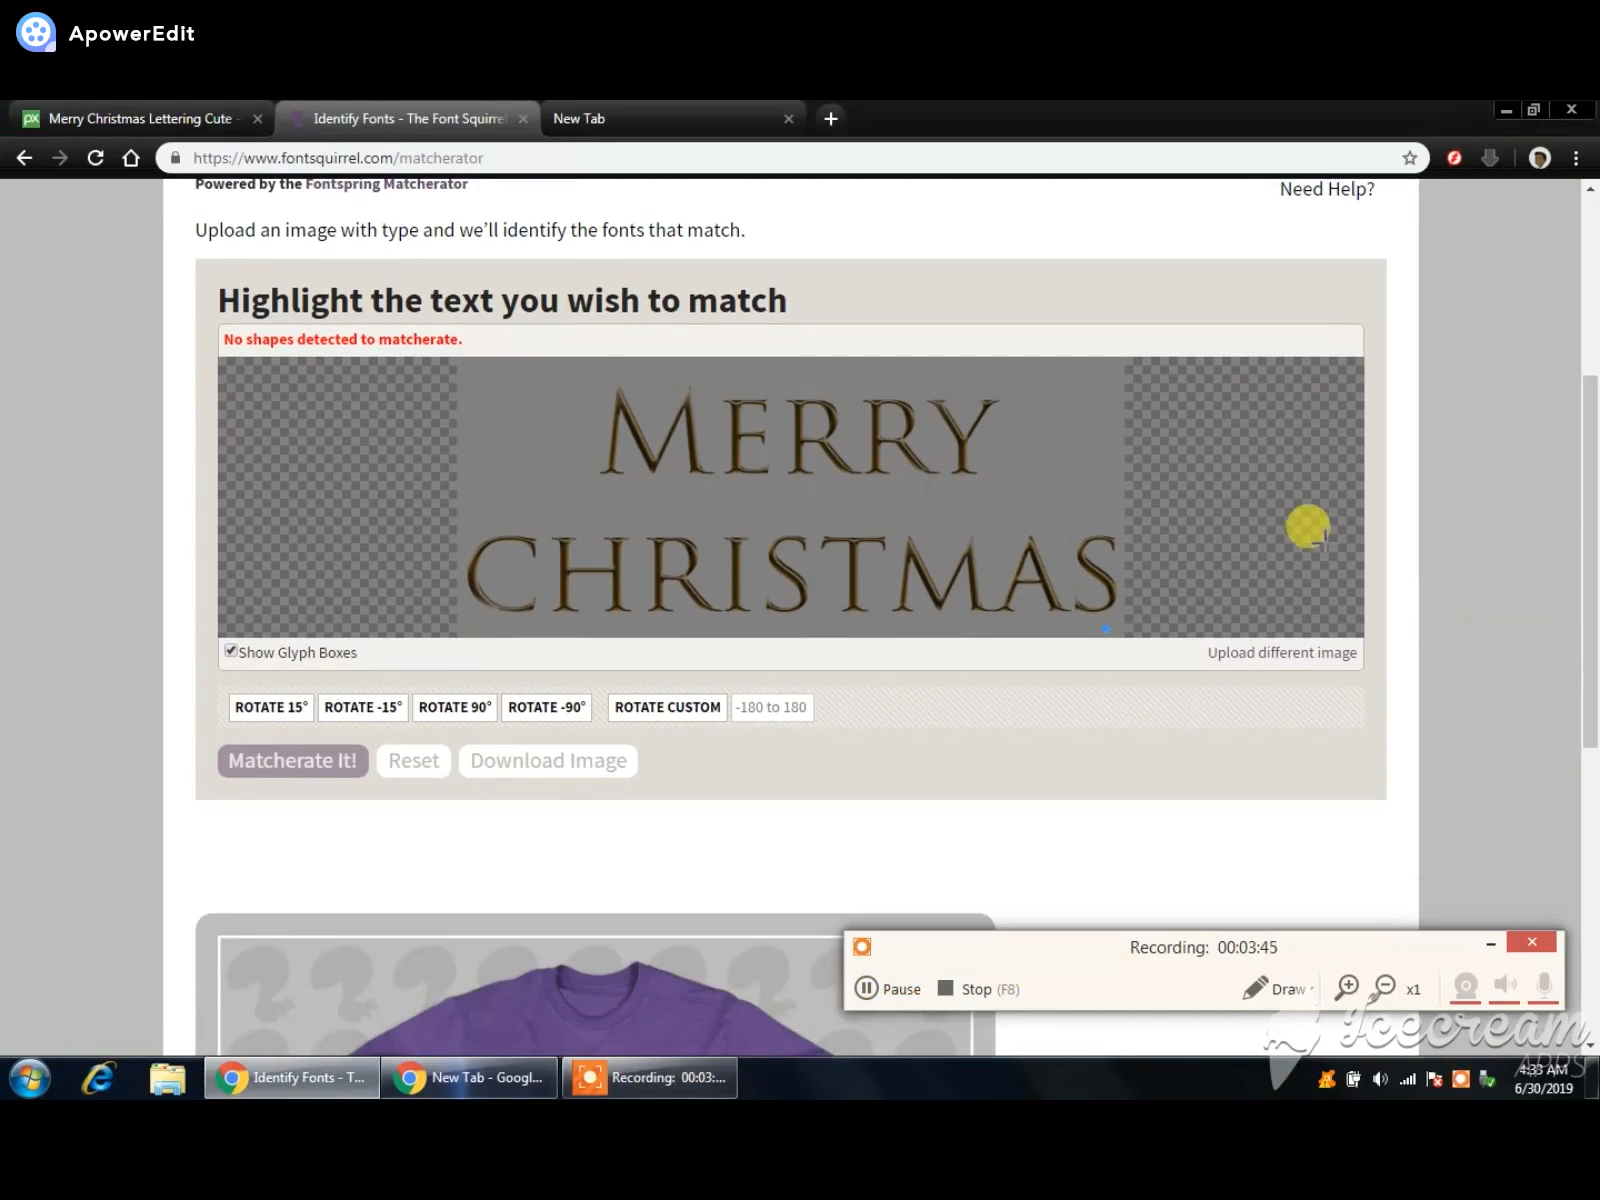 ApowerEdit
Merry Christmas Lettering Cute -
Identify Fonts - The Font Squirrel
New Tab
https://www.fontsquirrel.com/matcherator
Powered by the Fontspring Matcherator
Need Help?
Upload an image with type and we'll identify the fonts that match.
Highlight the text you wish to match
No shapes detected to matcherate.
MERRY
CHRISTMAS
Show Glyph Boxes
Upload different image
ROTATE 15° ROTATE -15° ROTATE 90° ROTATE -90° ROTATE CUSTOM -180 to 180
Matcherate It! Reset Download Image
Recording: 00:03:45
Pause Stop (F8) Draw x1
Icecream
APPS
Identify Fonts - T...
New Tab - Googl...
Recording: 00:03:...
4:33 AM
6/30/2019